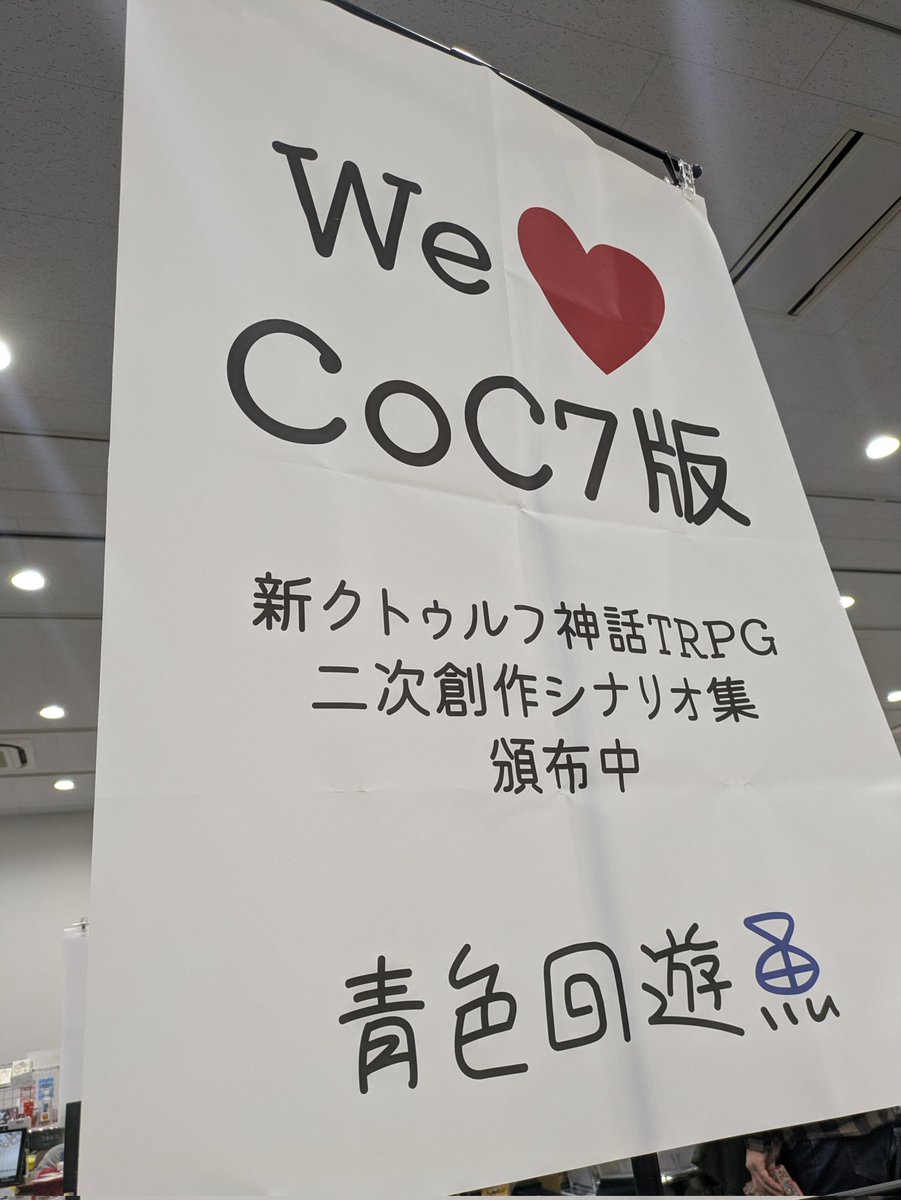 We ♥
CoC7版
新クトゥルフ神話TRPG
二次創作シナリオ集
頒布中
青色回遊魚